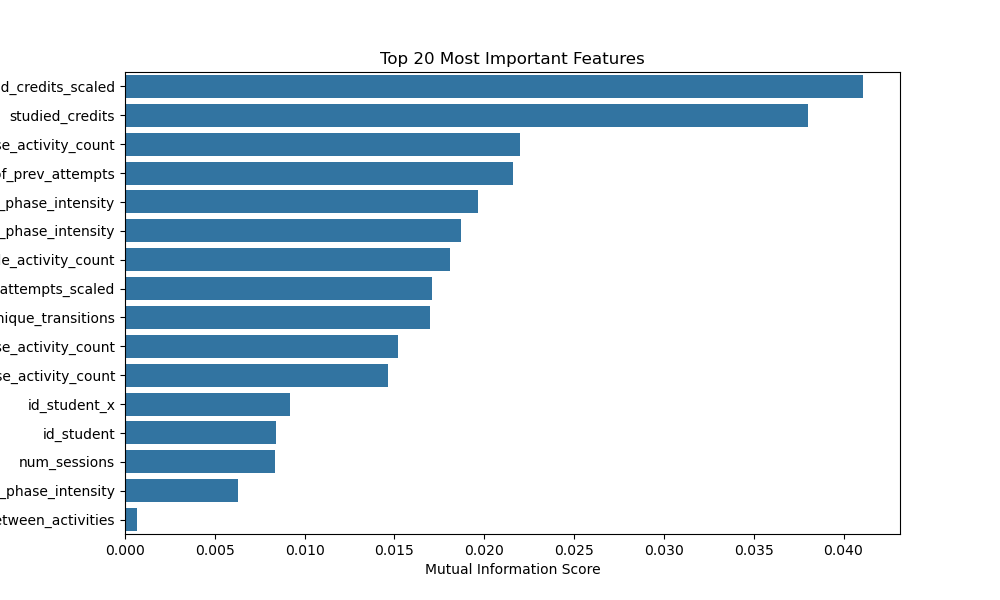 Top 20 Most Important Features
d_credits_scaled
studied_credits
se_activity_count
of_prev_attempts
_phase_intensity
_phase_intensity
e_activity_count
attempts_scaled
nique_transitions
se_activity_count
se_activity_count
id_student_x
id_student
num_sessions
_phase_intensity
etween_activities
0.000 0.005 0.010 0.015 0.020 0.025 0.030 0.035 0.040
Mutual Information Score